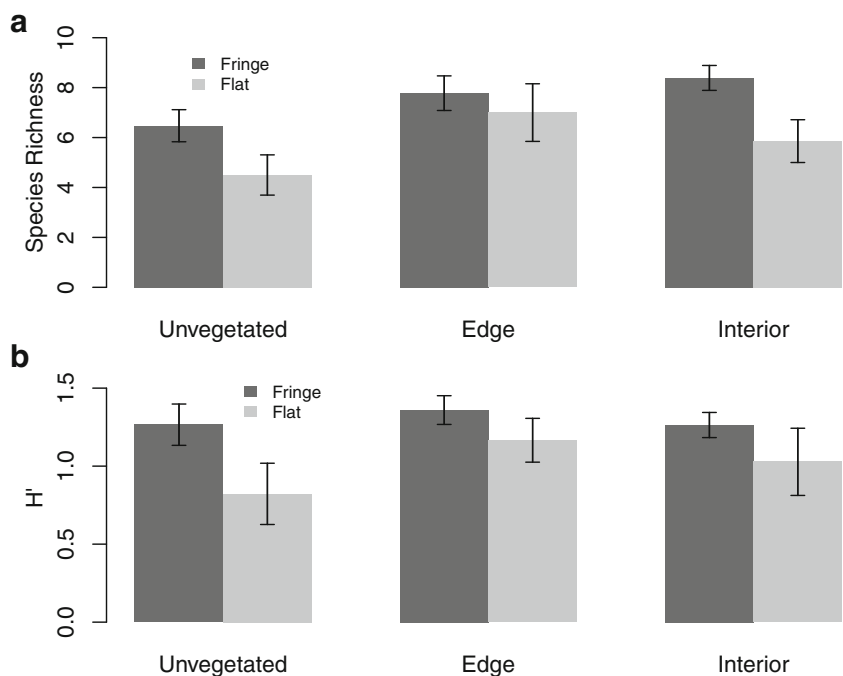 a
Species Richness
0 2 4 6 8 10
Fringe
Flat
Unvegetated Edge Interior
b
H'
0.0 0.5 1.0 1.5
Fringe
Flat
Unvegetated Edge Interior